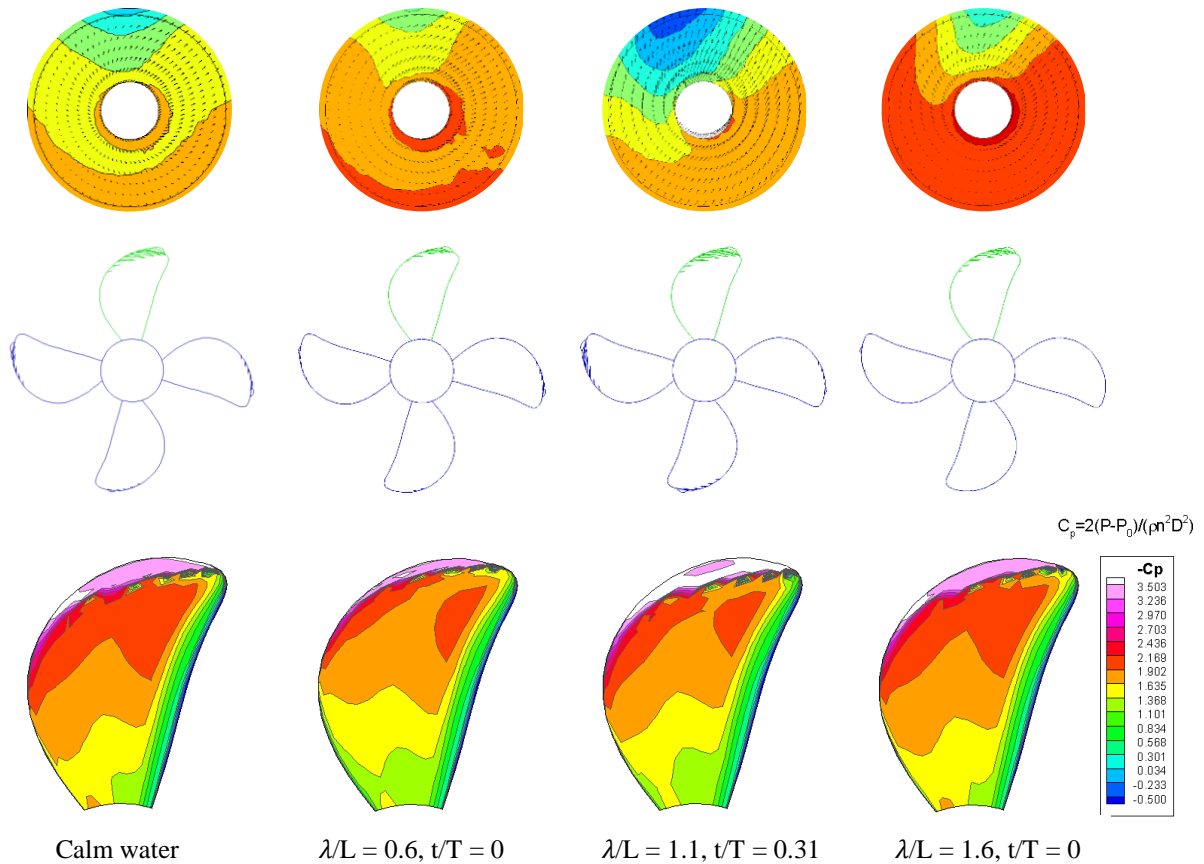 Cₚ=2(P-P₀)/(ρn²D²)
-Cp
3.503
3.236
2.970
2.703
2.436
2.169
1.902
1.635
1.368
1.101
0.834
0.568
0.301
0.034
-0.233
-0.500
Calm water
λ/L = 0.6, t/T = 0
λ/L = 1.1, t/T = 0.31
λ/L = 1.6, t/T = 0